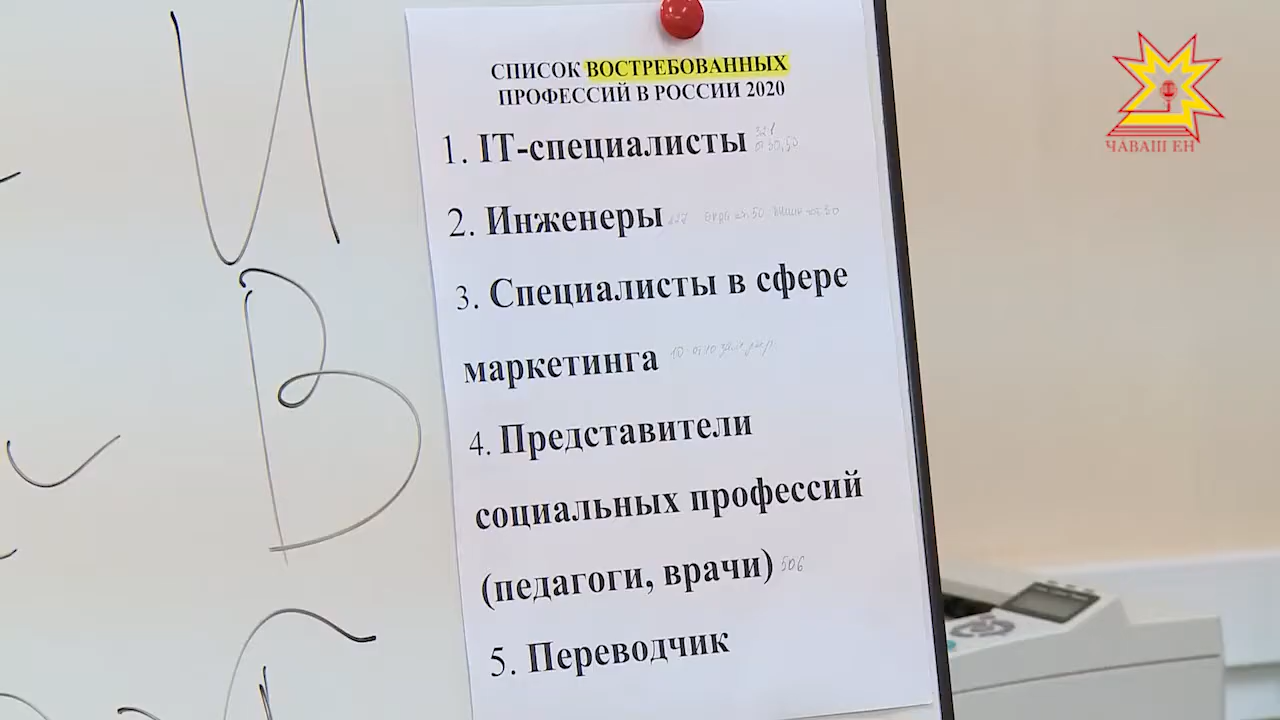 И
В
СПИСОК ВОСТРЕБОВАННЫХ
ПРОФЕССИЙ В РОССИИ 2020
1. IT-специалисты
2. Инженеры
3. Специалисты в сфере
маркетинга
4. Представители
социальных профессий
(педагоги, врачи) 506
5. Переводчик
ЧӐВАШ ЕН